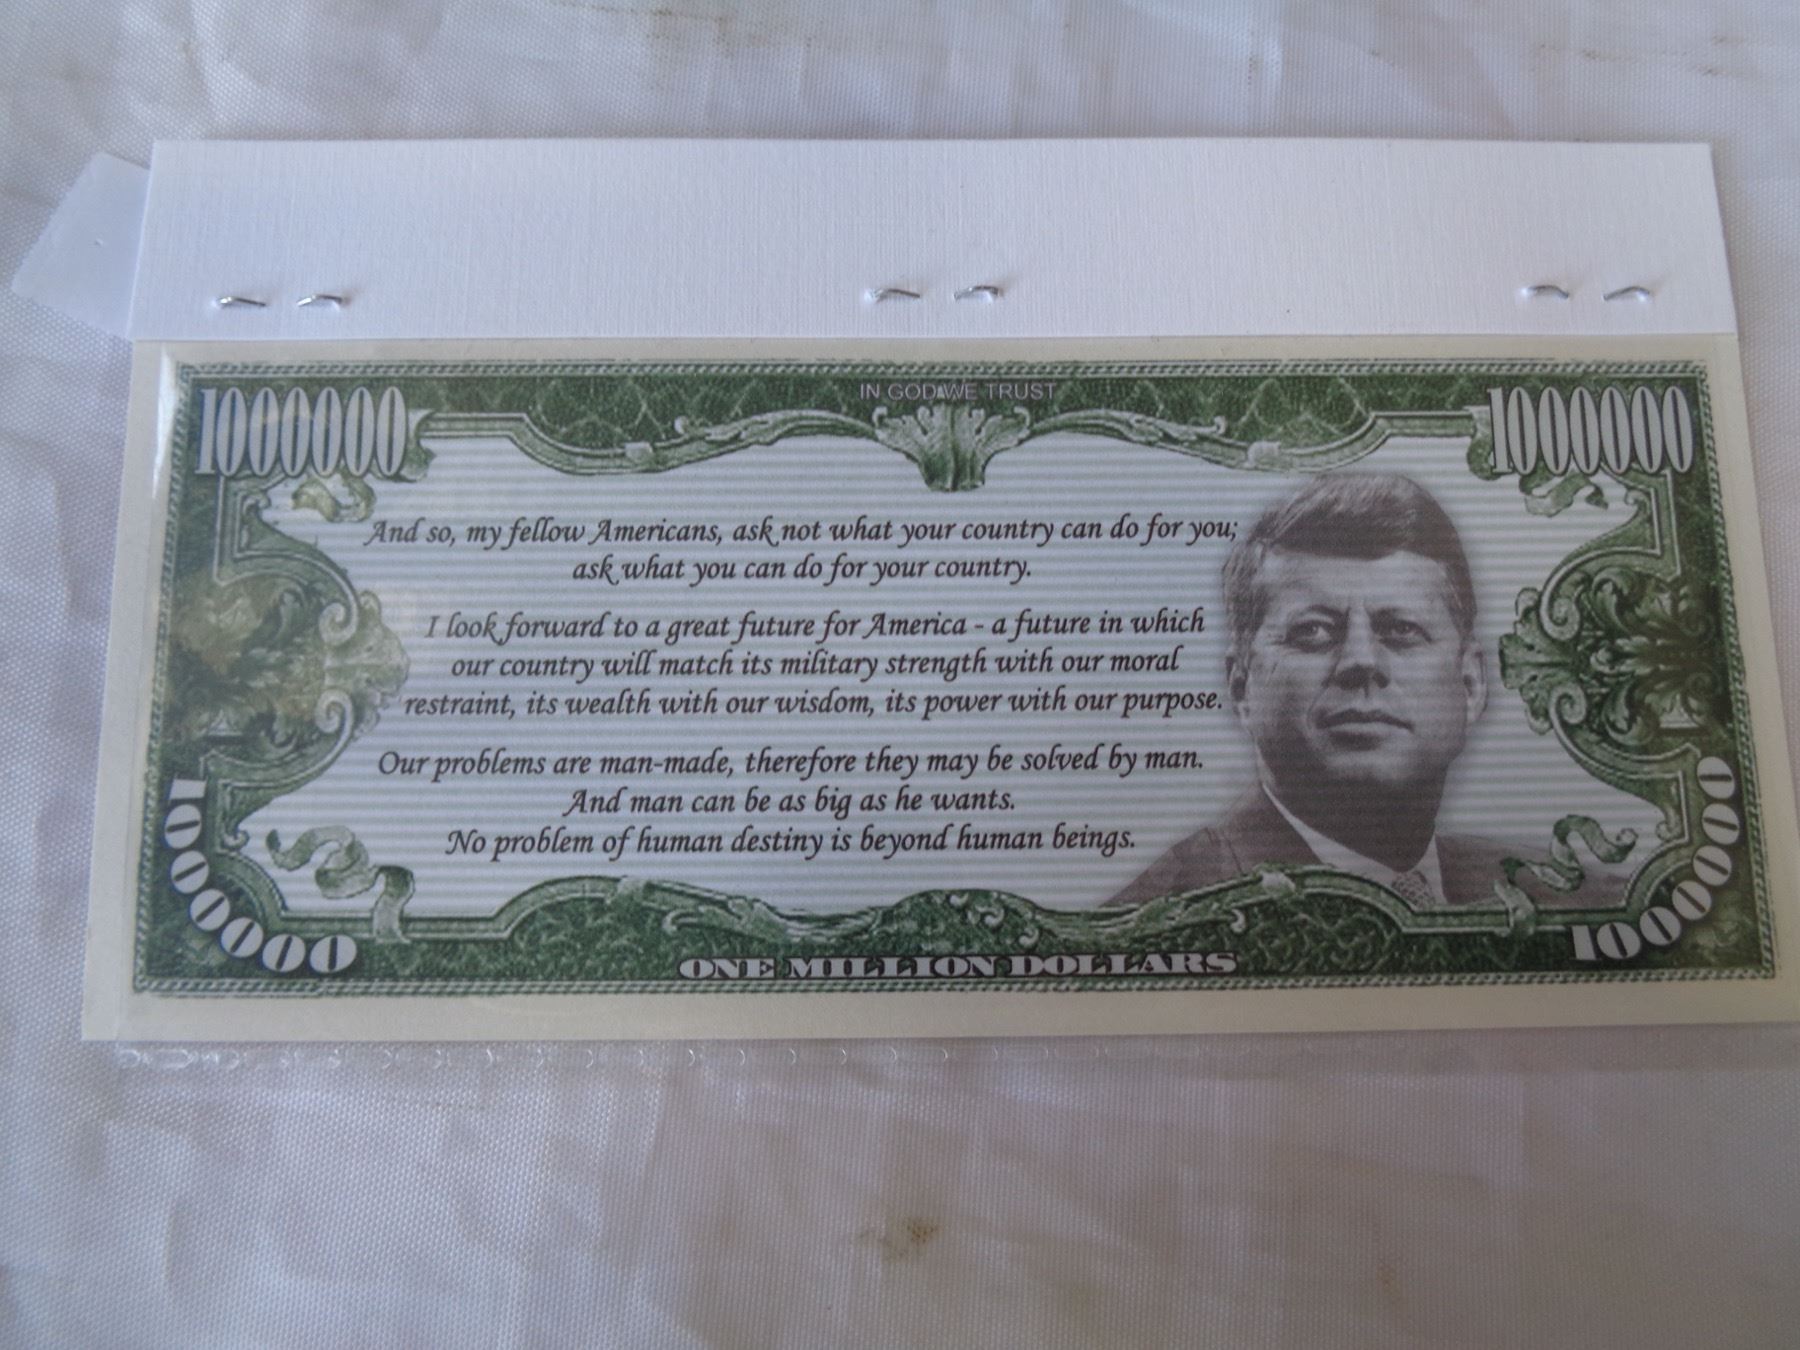 IN GOD WE TRUST
1000000
1000000
And so, my fellow Americans, ask not what your country can do for you;
ask what you can do for your country.
I look forward to a great future for America - a future in which
our country will match its military strength with our moral
restraint, its wealth with our wisdom, its power with our purpose.
Our problems are man-made, therefore they may be solved by man.
And man can be as big as he wants.
No problem of human destiny is beyond human beings.
1000000
1000000
ONE MILLION DOLLARS